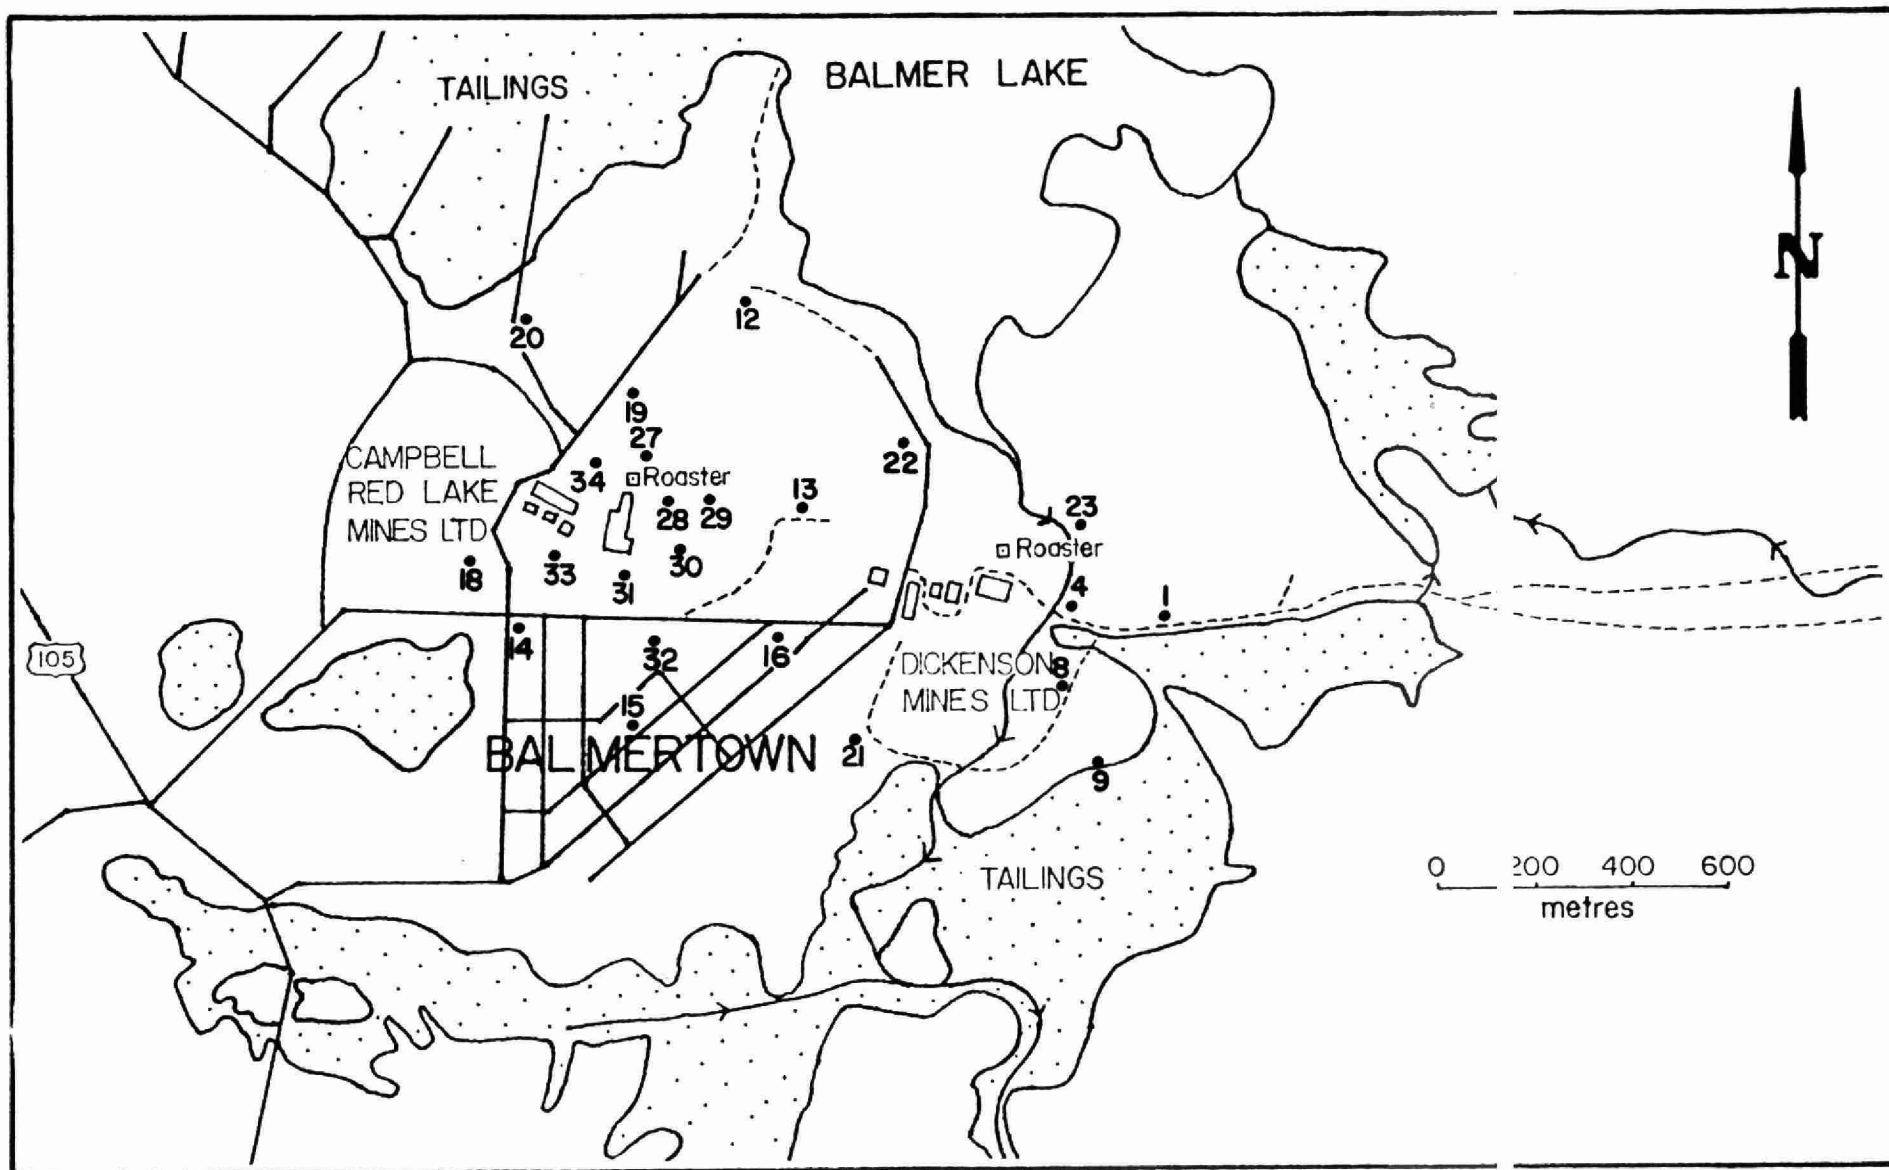 BALMER LAKE
TAILINGS
N
12
20
19
27
22
CAMPBELL
RED LAKE
MINES LTD
34
Roaster
28
29
13
23
Roaster
18
33
31
30
4
1
14
32
16
105
DICKENSON
MINES LTD
8
15
BALMERTOWN
21
9
TAILINGS
0 200 400 600
metres